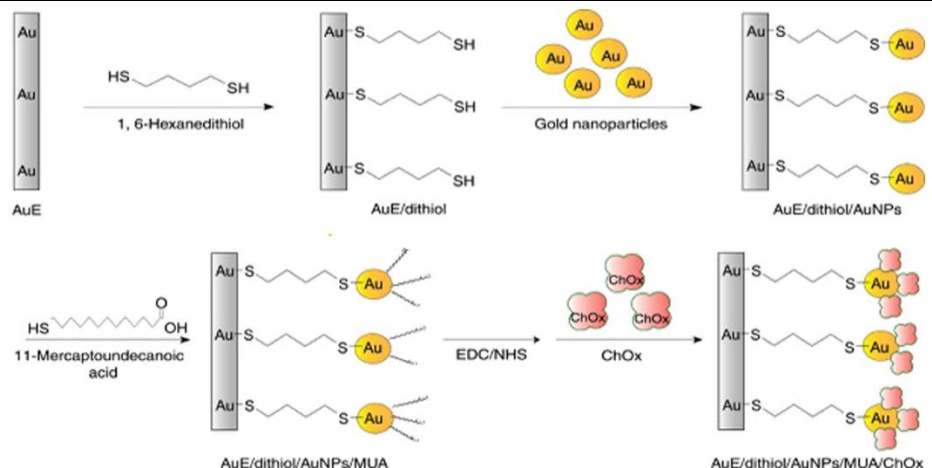 Au
Au
Au
AuE
HS
SH
1, 6-Hexanedithiol
Au S SH
Au S SH
Au S SH
AuE/dithiol
Au
Au
Au
Au
Au
Gold nanoparticles
Au S S Au
Au S S Au
Au S S Au
AuE/dithiol/AuNPs
O
HS
OH
11-Mercaptoundecanoic
acid
Au S S Au
Au S S Au
Au S S Au
AuE/dithiol/AuNPs/MUA
EDC/NHS
ChOx
ChOx
ChOx
ChOx
Au S S Au
Au S S Au
Au S S Au
AuE/dithiol/AuNPs/MUA/ChOx